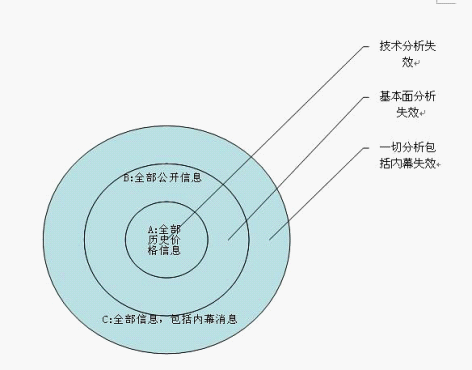 技术分析失
效
基本面分析
失效
一切分析包
括内幕失效
B:全部公开信息
A:全部
历史价
格信息
C:全部信息，包括内幕消息